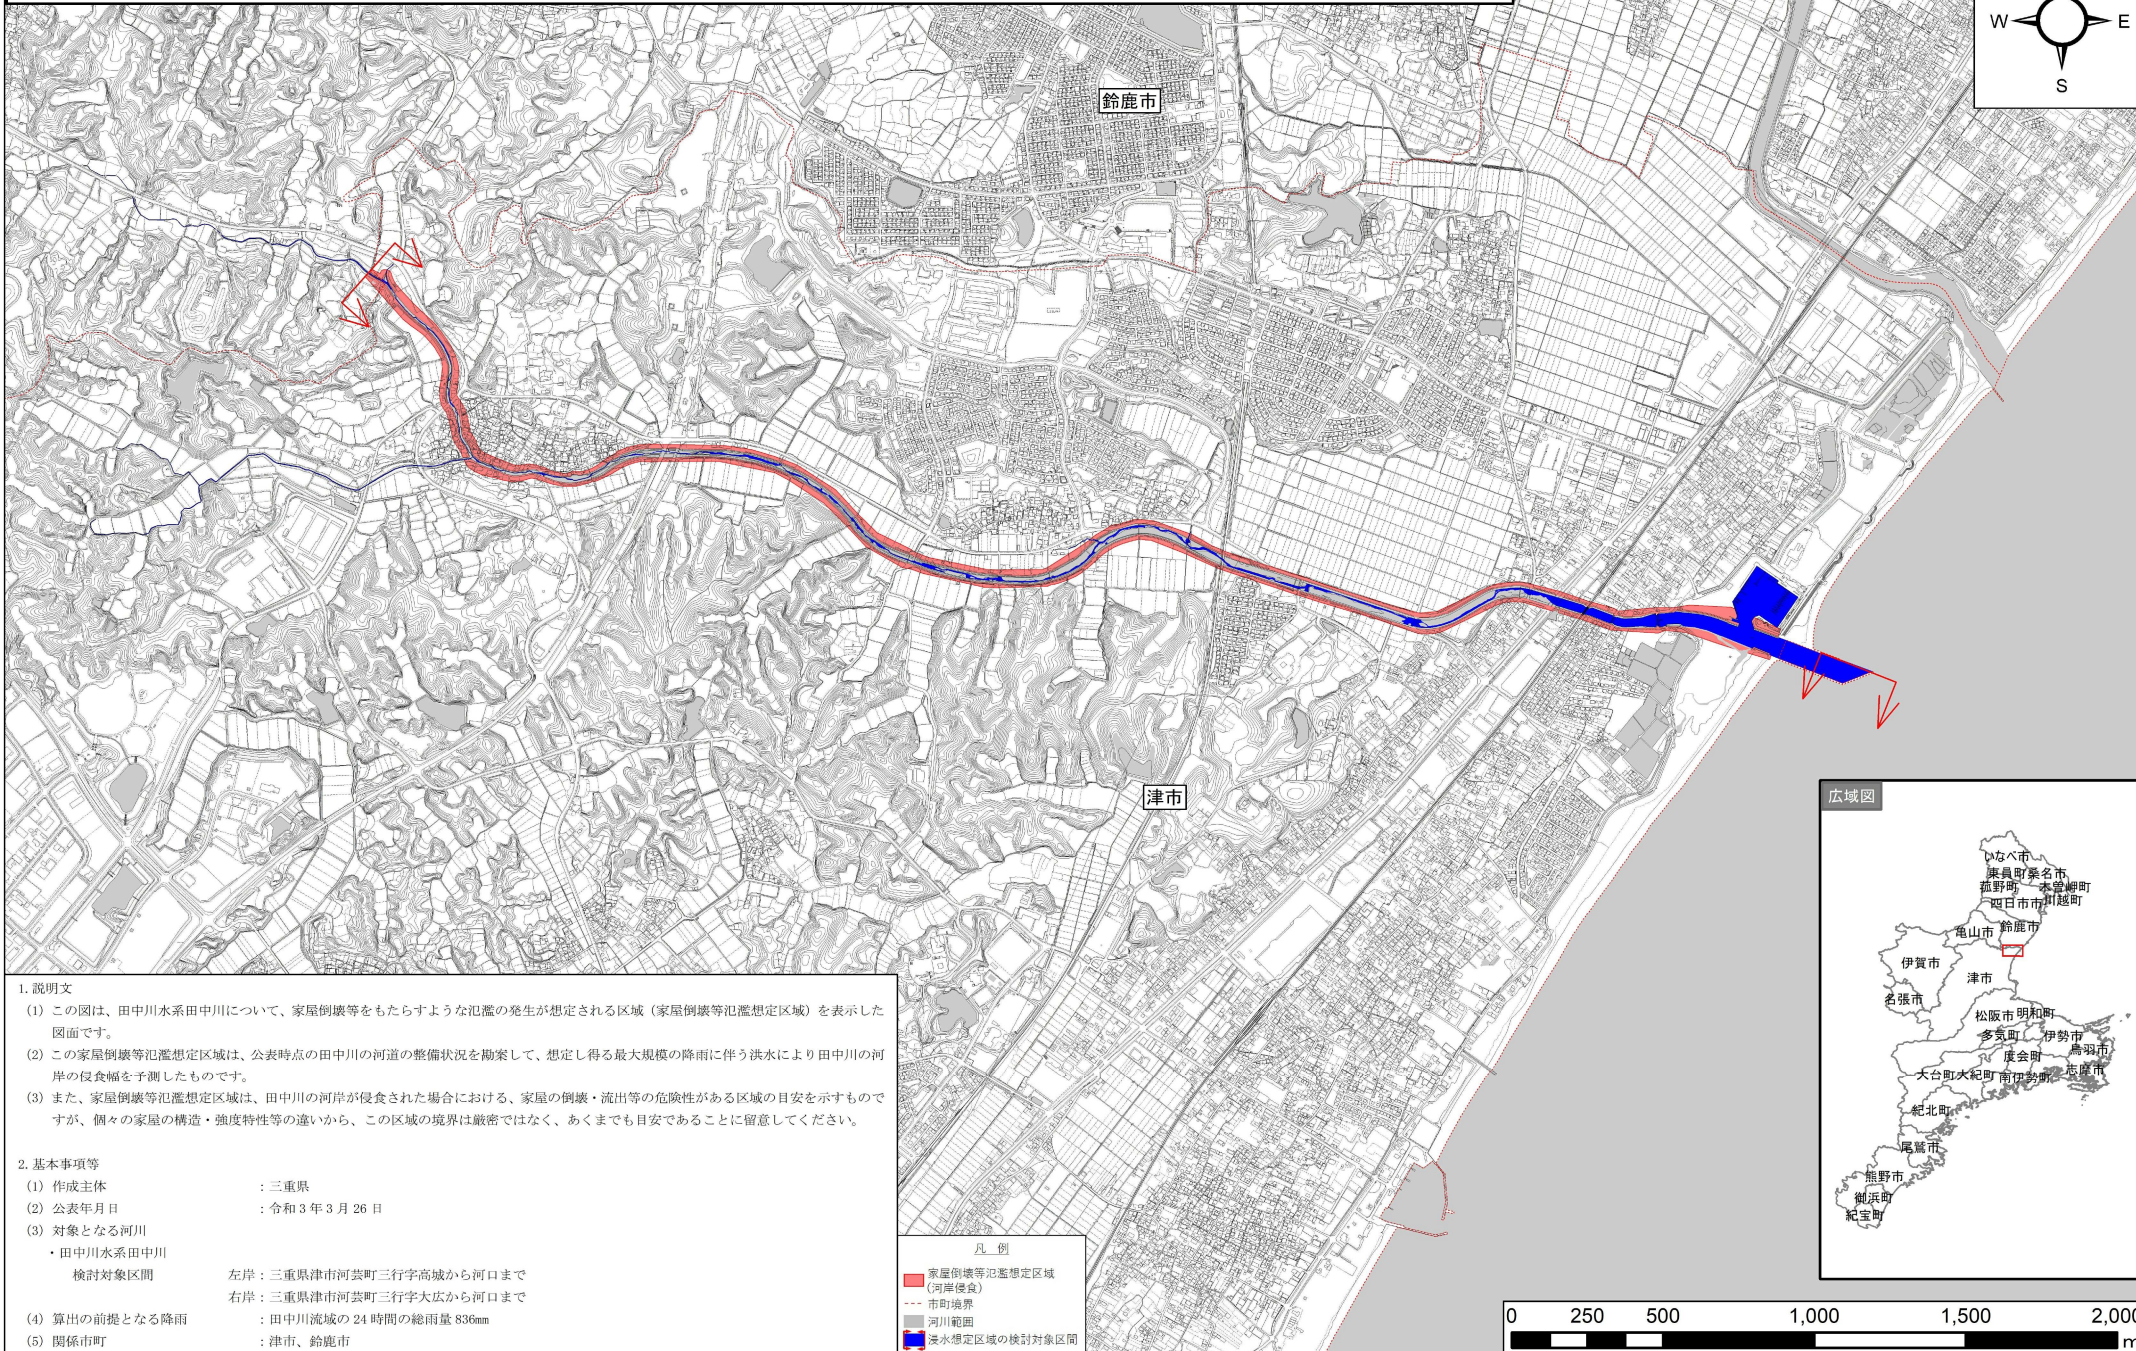 W
E
S
鈴鹿市
津市
広域図
いなべ市
東員町桑名市
菰野町 木曽岬町
四日市市川越町
亀山市 鈴鹿市
伊賀市
津市
名張市
松阪市 明和町
多気町 伊勢市
度会町 鳥羽市
大台町大紀町南伊勢町 志摩市
紀北町
尾鷲市
熊野市
御浜町
紀宝町
1. 説明文
(1) この図は、田中川水系田中川について、家屋倒壊等をもたらすような氾濫の発生が想定される区域（家屋倒壊等氾濫想定区域）を表示した
図面です。
(2) この家屋倒壊等氾濫想定区域は、公表時点の田中川の河道の整備状況を勘案して、想定し得る最大規模の降雨に伴う洪水により田中川の河
岸の侵食幅を予測したものです。
(3) また、家屋倒壊等氾濫想定区域は、田中川の河岸が侵食された場合における、家屋の倒壊・流出等の危険性がある区域の目安を示すもので
すが、個々の家屋の構造・強度特性等の違いから、この区域の境界は厳密ではなく、あくまでも目安であることに留意してください。
2. 基本事項等
(1) 作成主体 ：三重県
(2) 公表年月日 ：令和3年3月26日
(3) 対象となる河川
・田中川水系田中川
検討対象区間 左岸：三重県津市河芸町三行字高城から河口まで
右岸：三重県津市河芸町三行字大広から河口まで
(4) 算出の前提となる降雨 ：田中川流域の24時間の総雨量836mm
(5) 関係市町 ：津市、鈴鹿市
凡 例
家屋倒壊等氾濫想定区域
(河岸侵食)
市町境界
河川範囲
浸水想定区域の検討対象区間
0 250 500 1,000 1,500 2,000
m